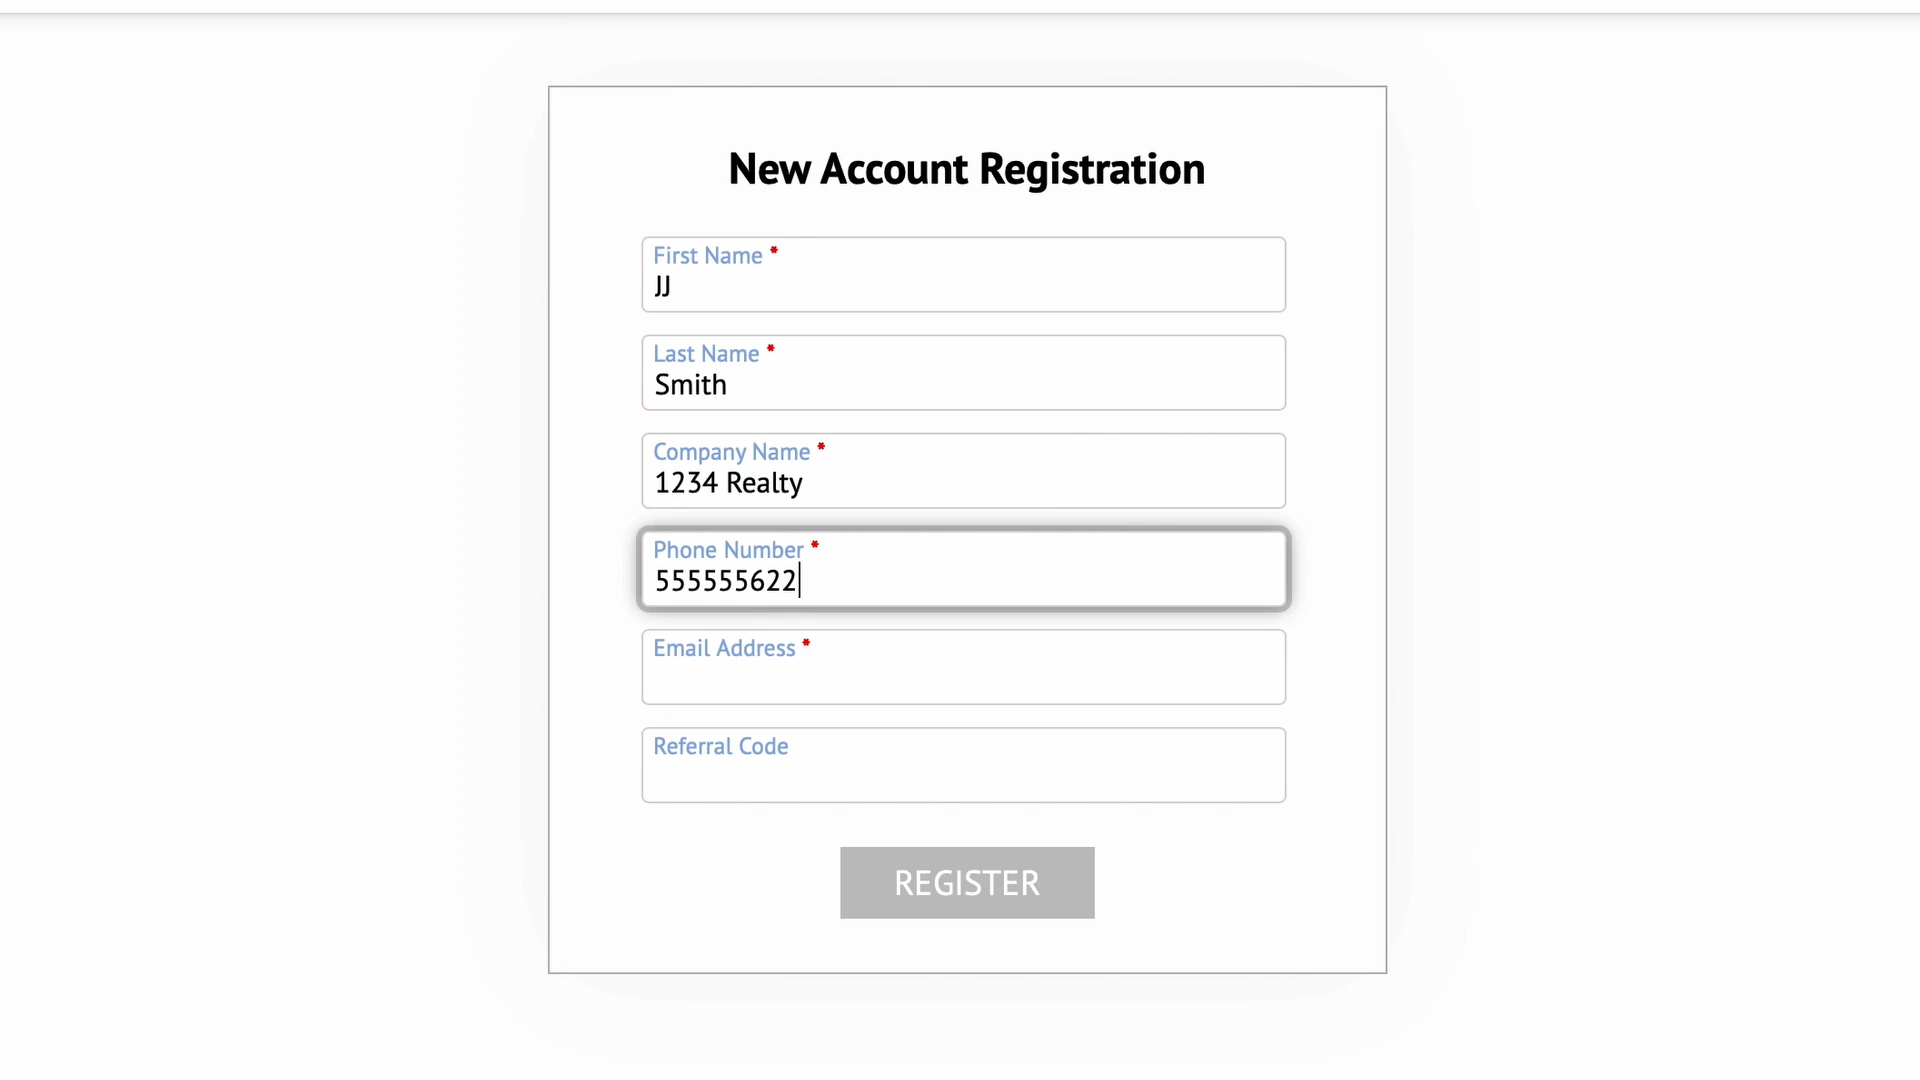 New Account Registration
First Name *
JJ
Last Name *
Smith
Company Name *
1234 Realty
Phone Number *
555555622
Email Address *
Referral Code
REGISTER